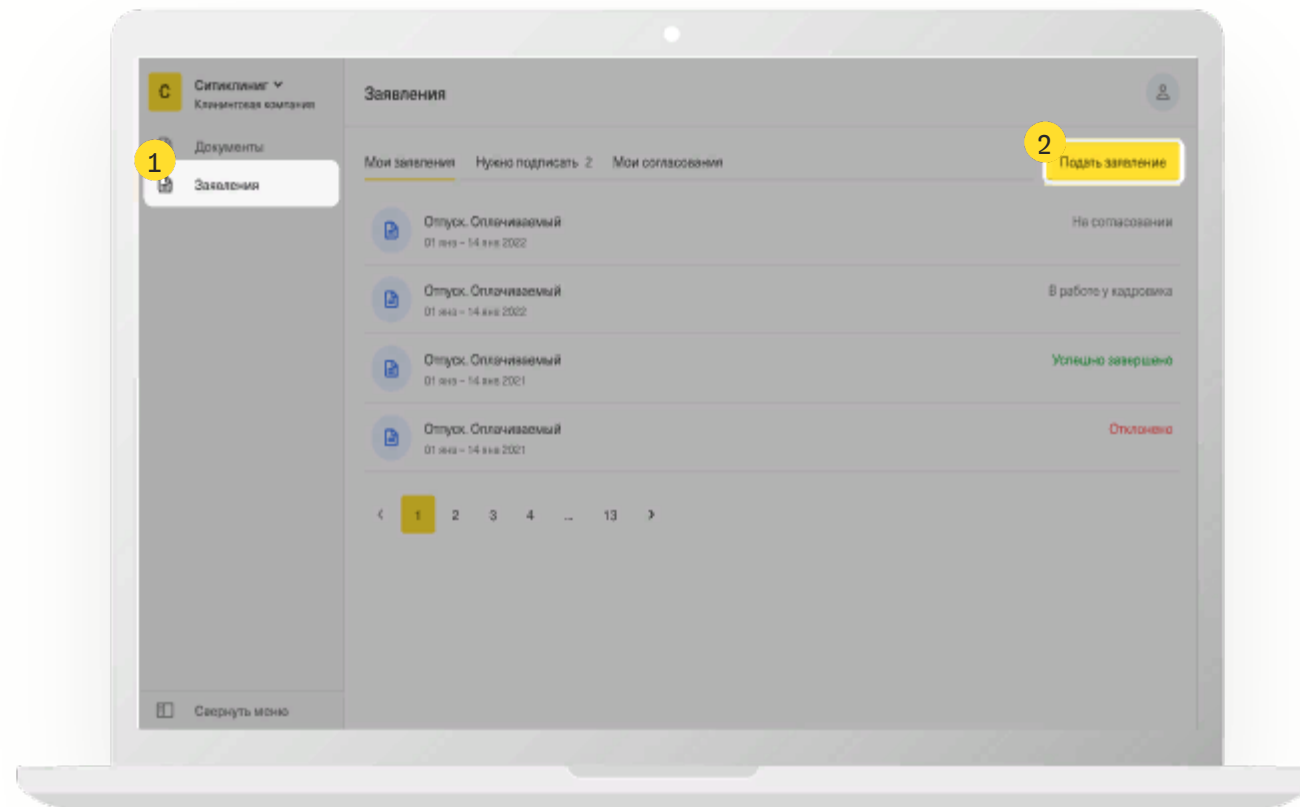 С
Ситиклининг
Клининговая компания
Документы
1
Заявления
Свернуть меню
Заявления
Мои заявления Нужно подписать 2 Мои согласования
2
Подать заявление
Отпуск. Оплачиваемый
01 янв – 14 янв 2022
На согласовании
Отпуск. Оплачиваемый
01 янв – 14 янв 2022
В работе у кадровика
Отпуск. Оплачиваемый
01 янв – 14 янв 2021
Успешно завершено
Отпуск. Оплачиваемый
01 янв – 14 янв 2021
Отклонено
1 2 3 4 ... 13